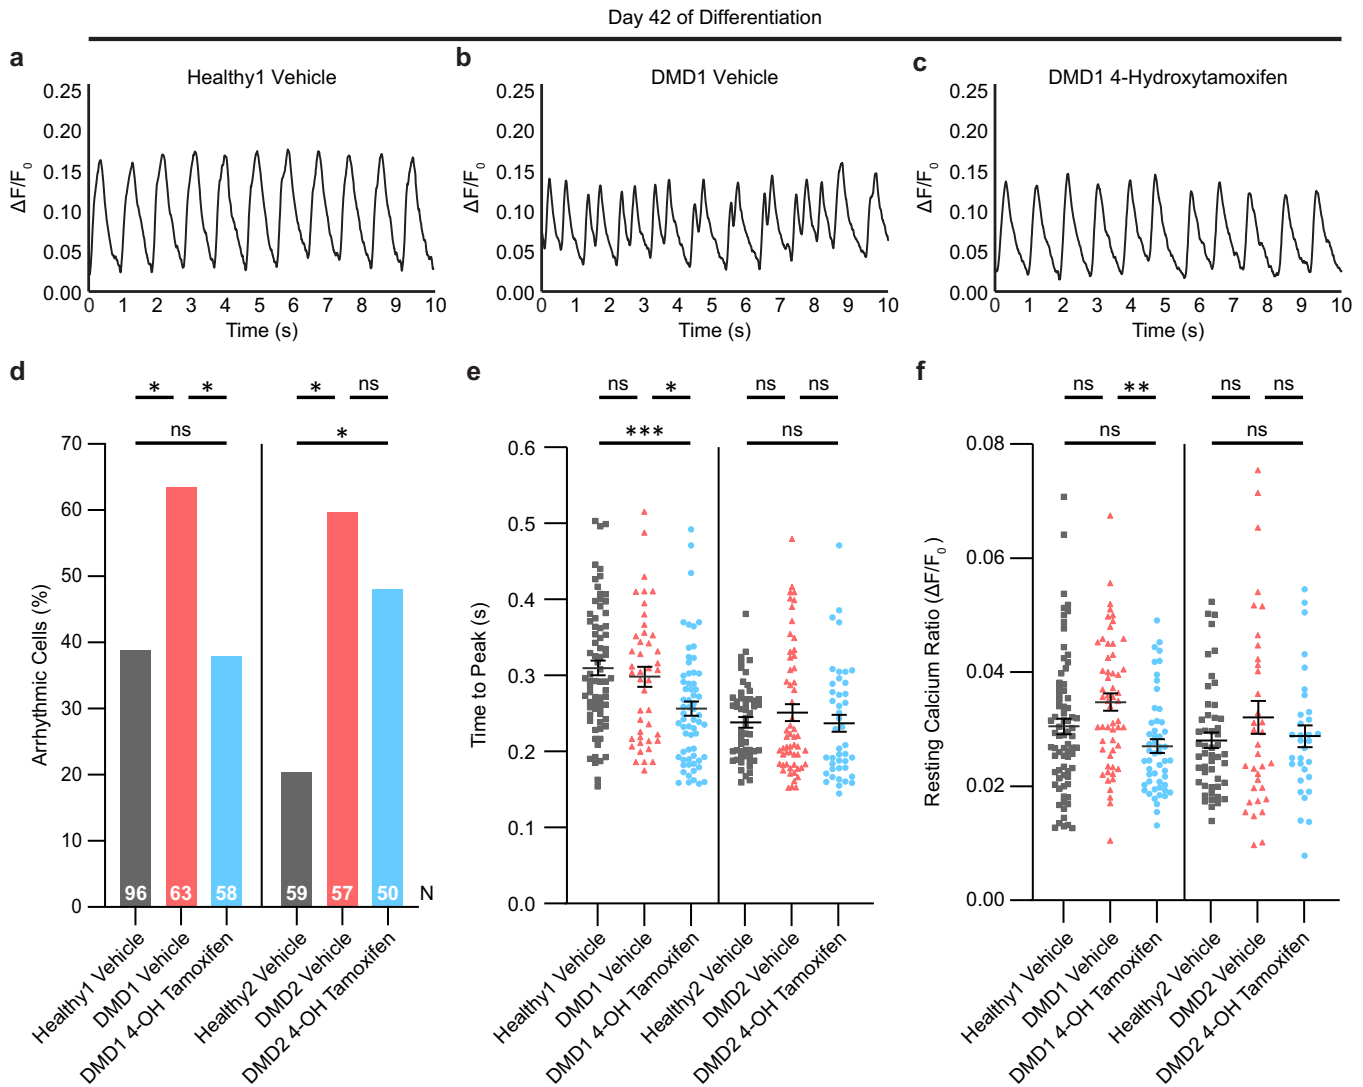 Day 42 of Differentiation
a
Healthy1 Vehicle
0.25
0.20
0.15
0.10
0.05
0.00
ΔF/F0
0 1 2 3 4 5 6 7 8 9 10
Time (s)
b
DMD1 Vehicle
0.25
0.20
0.15
0.10
0.05
0.00
ΔF/F0
0 1 2 3 4 5 6 7 8 9 10
Time (s)
c
DMD1 4-Hydroxytamoxifen
0.25
0.20
0.15
0.10
0.05
0.00
ΔF/F0
0 1 2 3 4 5 6 7 8 9 10
Time (s)
d
* * * ns
ns *
70
60
50
40
30
20
10
0
Arrhythmic Cells (%)
96 63 58 59 57 50 N
Healthy1 Vehicle
DMD1 Vehicle
DMD1 4-OH Tamoxifen
Healthy2 Vehicle
DMD2 Vehicle
DMD2 4-OH Tamoxifen
e
ns * ns ns
*** ns
0.6
0.5
0.4
0.3
0.2
0.1
0.0
Time to Peak (s)
Healthy1 Vehicle
DMD1 Vehicle
DMD1 4-OH Tamoxifen
Healthy2 Vehicle
DMD2 Vehicle
DMD2 4-OH Tamoxifen
f
ns ** ns ns
ns ns
0.08
0.06
0.04
0.02
0.00
Resting Calcium Ratio (ΔF/F0 )
Healthy1 Vehicle
DMD1 Vehicle
DMD1 4-OH Tamoxifen
Healthy2 Vehicle
DMD2 Vehicle
DMD2 4-OH Tamoxifen